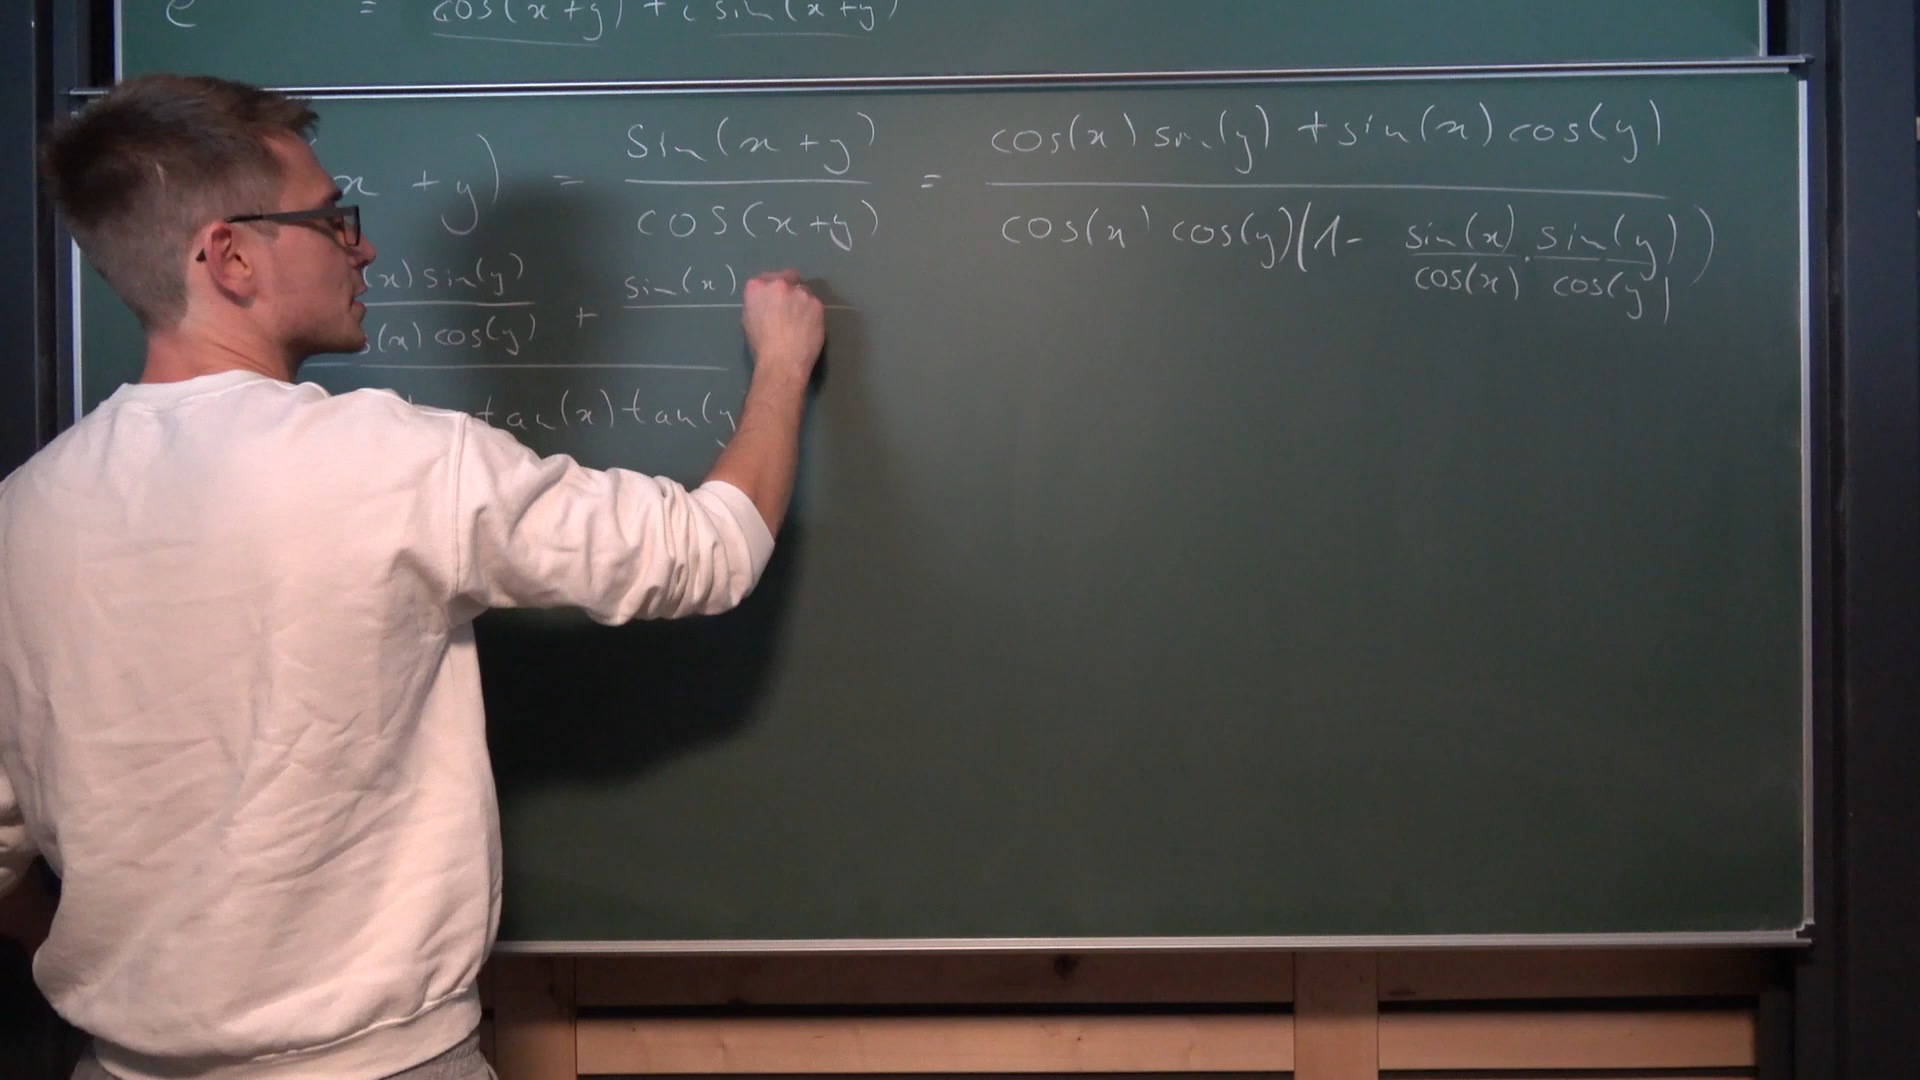 e = cos(x+y) + i sin(x+y)
x + y) = sin(x+y) / cos(x+y) = cos(x) sin(y) + sin(x) cos(y) / cos(x) cos(y)(1 - sin(x)/cos(x) · sin(y)/cos(y))
(x) sin(y) / s(x) cos(y) + sin(x)
tan(x) tan(y